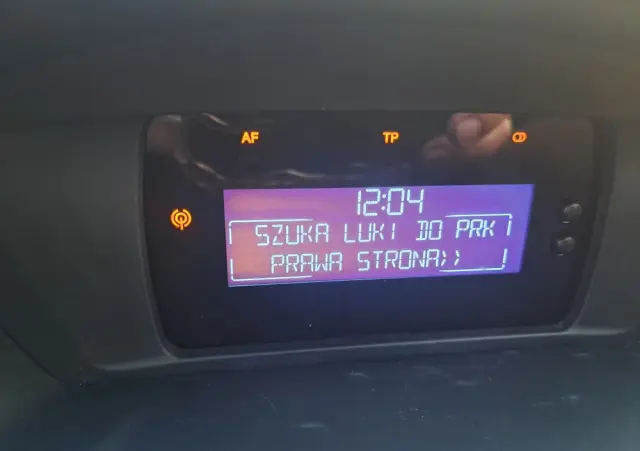 AF TP
12:04
SZUKA LUKI DO PRK
PRAWA STRONA>>